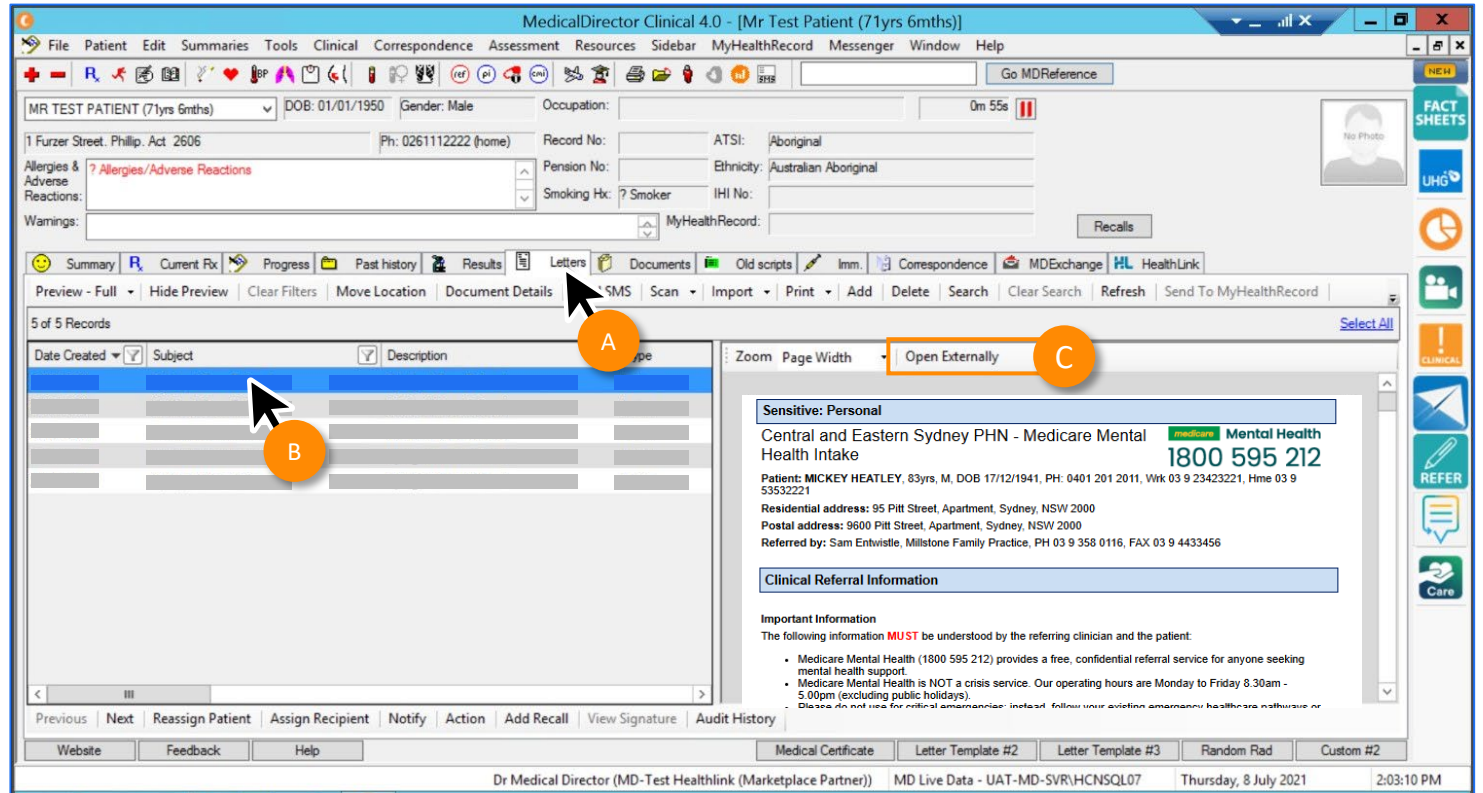 MedicalDirector Clinical 4.0 - [Mr Test Patient (71yrs 6mths)]
File Patient Edit Summaries Tools Clinical Correspondence Assessment Resources Sidebar MyHealthRecord Messenger Window Help
Go MDReference
NEW
MR TEST PATIENT (71yrs 6mths) DOB: 01/01/1950 Gender: Male Occupation: 0m 55s
1 Furzer Street. Phillip. Act 2606 Ph: 0261112222 (home) Record No: ATSI: Aboriginal
No Photo
FACT SHEETS
Allergies & Adverse Reactions: ? Allergies/Adverse Reactions Pension No: Ethnicity: Australian Aboriginal
Smoking Hx: ? Smoker IHI No:
UHG
Warnings: MyHealthRecord: Recalls
Summary Current Rx Progress Past history Results Letters Documents Old scripts Imm. Correspondence MDExchange HealthLink
Preview - Full Hide Preview Clear Filters Move Location Document Details SMS Scan Import Print Add Delete Search Clear Search Refresh Send To MyHealthRecord
5 of 5 Records Select All
A
Date Created Subject Description Zoom Page Width Open Externally C
CLINICAL
B
Sensitive: Personal
Central and Eastern Sydney PHN - Medicare Mental
Health Intake
medicare Mental Health
1800 595 212
Patient: MICKEY HEATLEY, 83yrs, M, DOB 17/12/1941, PH: 0401 201 2011, Wrk 03 9 23423221, Hme 03 9
53532221
Residential address: 95 Pitt Street, Apartment, Sydney, NSW 2000
Postal address: 9600 Pitt Street, Apartment, Sydney, NSW 2000
Referred by: Sam Entwistle, Millstone Family Practice, PH 03 9 358 0116, FAX 03 9 4433456
REFER
Clinical Referral Information
Care
Important Information
The following information MUST be understood by the referring clinician and the patient:
• Medicare Mental Health (1800 595 212) provides a free, confidential referral service for anyone seeking
mental health support.
• Medicare Mental Health is NOT a crisis service. Our operating hours are Monday to Friday 8.30am -
5.00pm (excluding public holidays).
• Please do not use for critical emergencies; instead, follow your existing emergency healthcare pathways or
Previous Next Reassign Patient Assign Recipient Notify Action Add Recall View Signature Audit History
Website Feedback Help Medical Certificate Letter Template #2 Letter Template #3 Random Rad Custom #2
Dr Medical Director (MD-Test Healthlink (Marketplace Partner)) MD Live Data - UAT-MD-SVR\HCNSQL07 Thursday, 8 July 2021 2:03:10 PM